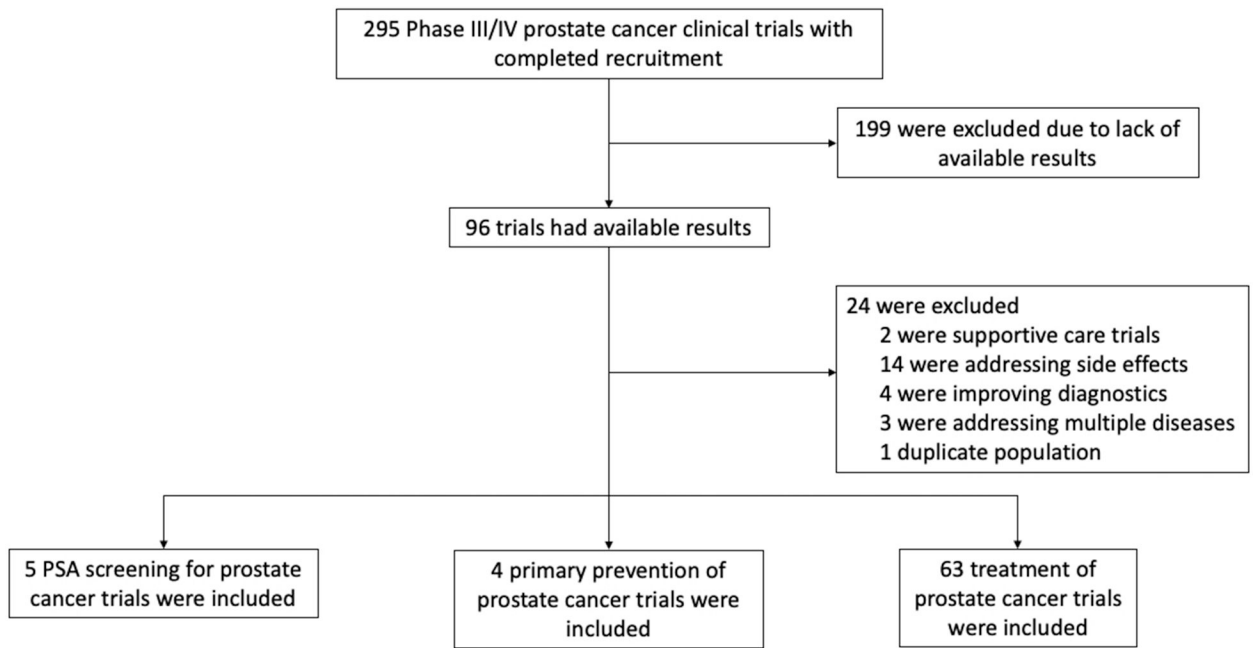 295 Phase III/IV prostate cancer clinical trials with
completed recruitment
199 were excluded due to lack of
available results
96 trials had available results
24 were excluded
2 were supportive care trials
14 were addressing side effects
4 were improving diagnostics
3 were addressing multiple diseases
1 duplicate population
5 PSA screening for prostate
cancer trials were included
4 primary prevention of
prostate cancer trials were
included
63 treatment of
prostate cancer trials
were included